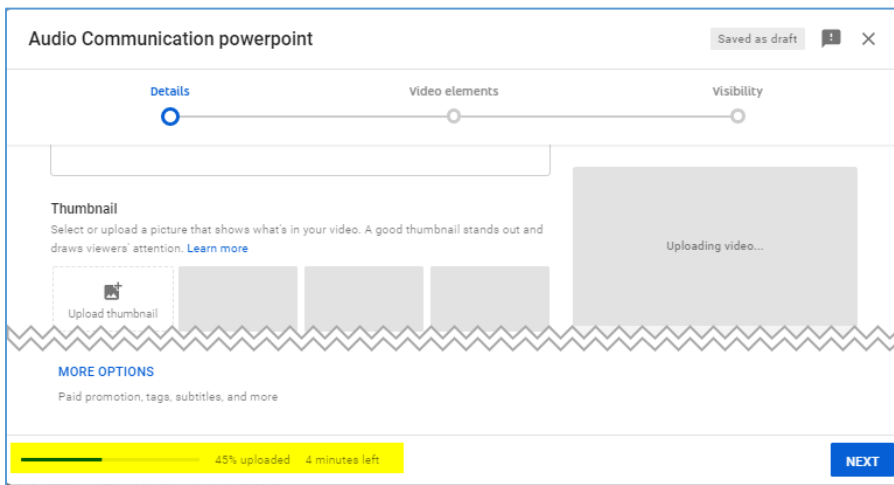 Audio Communication powerpoint
Saved as draft
Details
Video elements
Visibility
Thumbnail
Select or upload a picture that shows what's in your video. A good thumbnail stands out and
draws viewers' attention. Learn more
Uploading video...
Upload thumbnail
MORE OPTIONS
Paid promotion, tags, subtitles, and more
45% uploaded 4 minutes left
NEXT